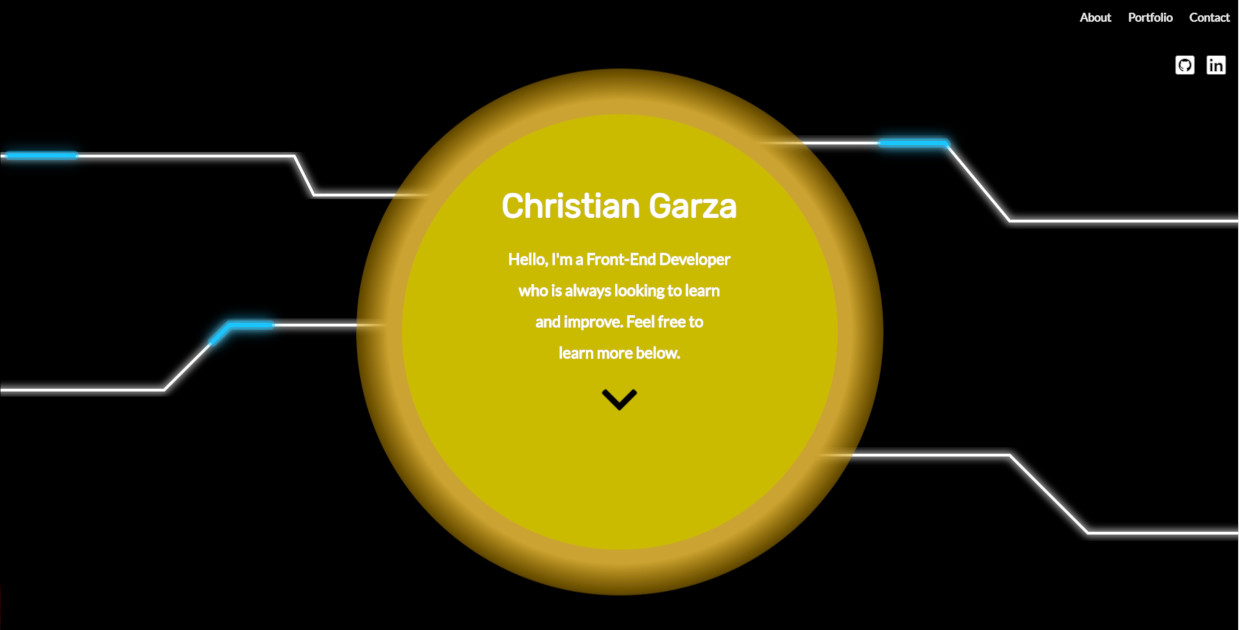 About Portfolio Contact
in
Christian Garza
Hello, I'm a Front-End Developer
who is always looking to learn
and improve. Feel free to
learn more below.